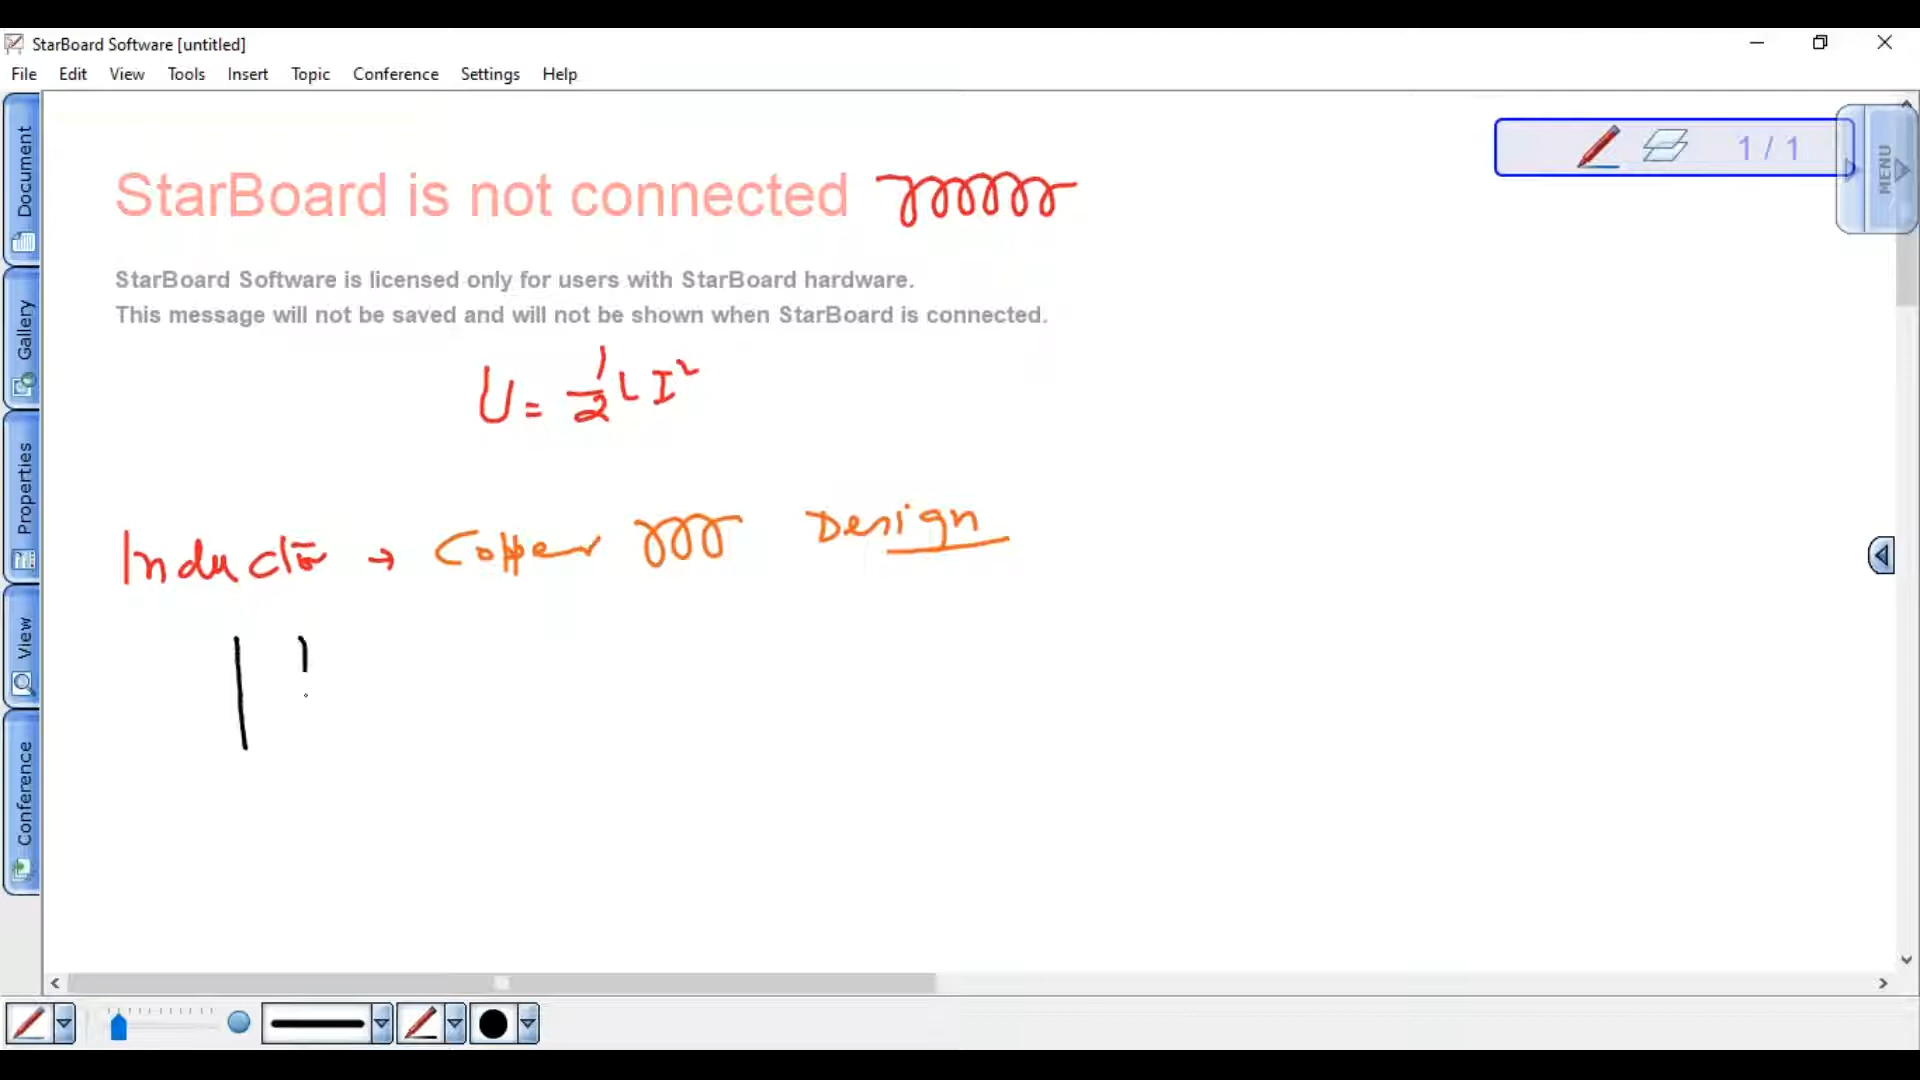 StarBoard Software [untitled]
File Edit View Tools Insert Topic Conference Settings Help
Document
Gallery
Properties
View
Conference
1 / 1
MENU
StarBoard is not connected
StarBoard Software is licensed only for users with StarBoard hardware.
This message will not be saved and will not be shown when StarBoard is connected.
U = 1/2 L I²
Inductor → Copper Design